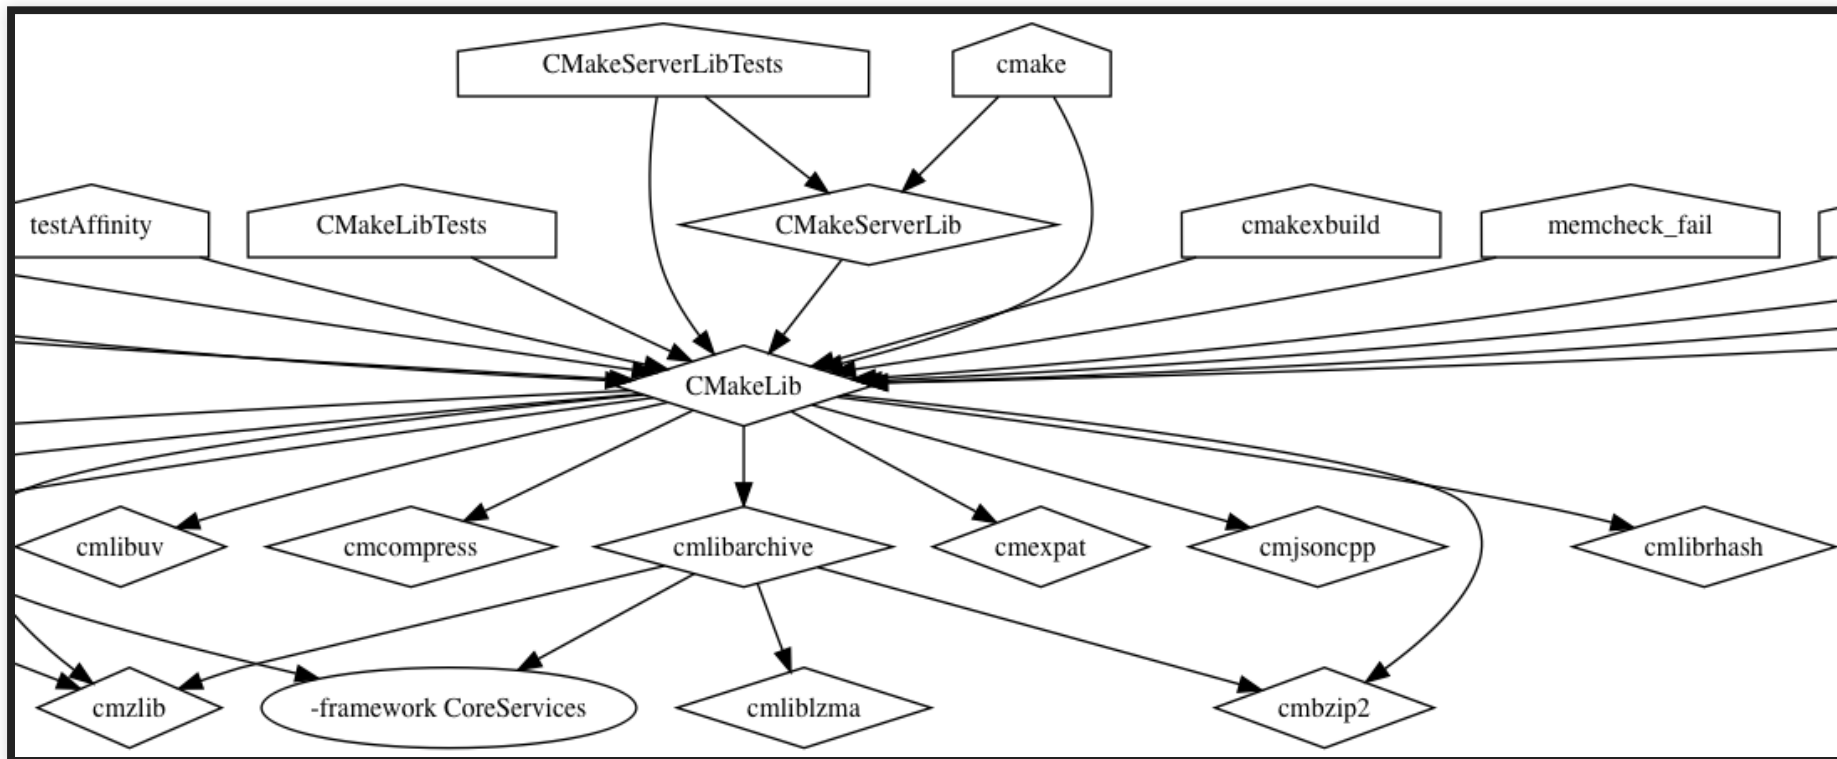 CMakeServerLibTests
cmake
testAffinity
CMakeLibTests
CMakeServerLib
cmakexbuild
memcheck_fail
CMakeLib
cmlibuv
cmcompress
cmlibarchive
cmexpat
cmjsoncpp
cmlibrhash
cmzlib
-framework CoreServices
cmliblzma
cmbzip2